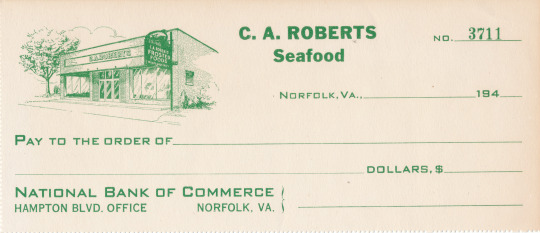 C. A. ROBERTS
Seafood
NO. 3711
C.A. ROBERTS
NORFOLK, VA., 194
PAY TO THE ORDER OF
DOLLARS, $
NATIONAL BANK OF COMMERCE
HAMPTON BLVD. OFFICE NORFOLK, VA.